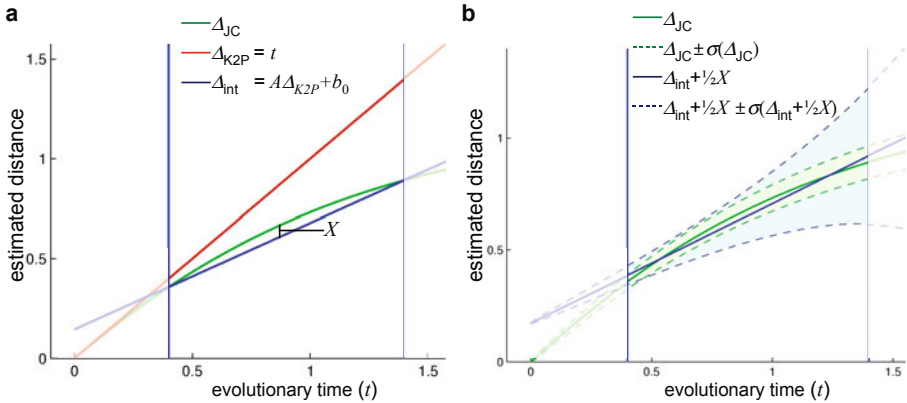 a
Δ_JC
Δ_K2P = t
Δ_int = AΔ_K2P+b_0
1.5
1
0.5
0
estimated distance
X
0 0.5 1 1.5
evolutionary time (t)
b
Δ_JC
Δ_JC ± σ(Δ_JC)
Δ_int+½X
Δ_int+½X ± σ(Δ_int+½X)
1
0.5
0
estimated distance
0 0.5 1 1.5
evolutionary time (t)